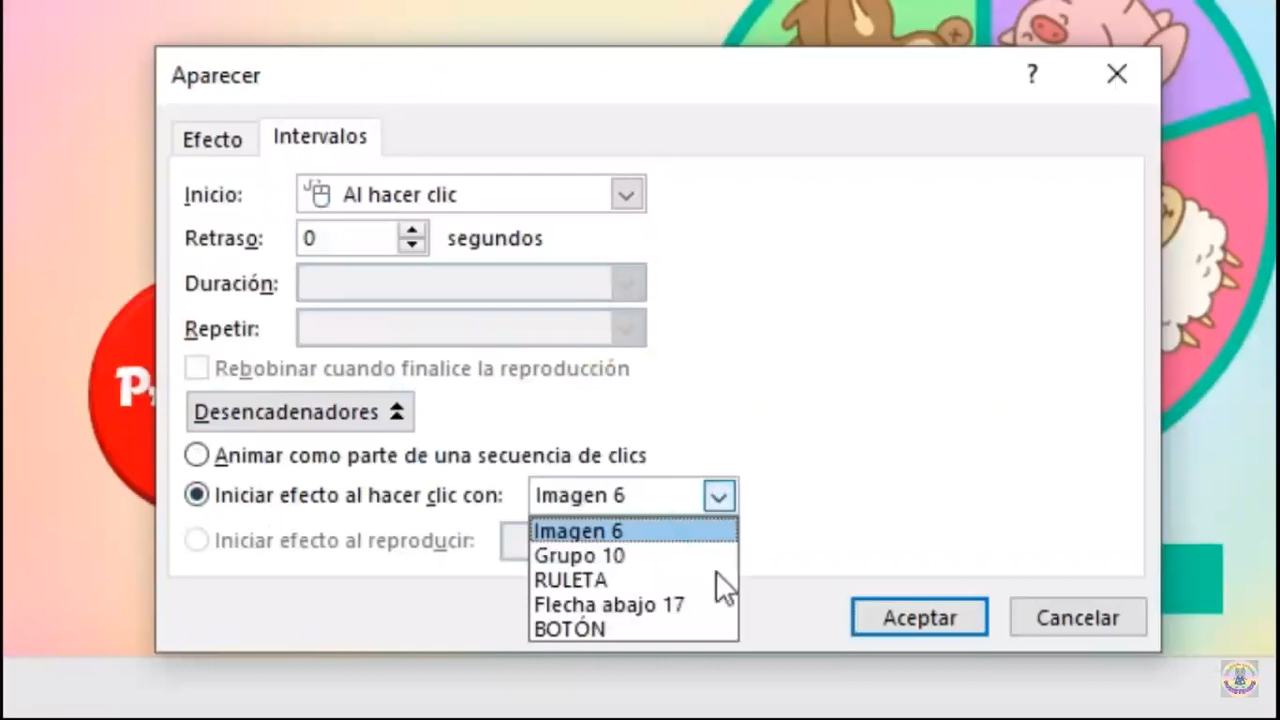 Aparecer
?
Efecto
Intervalos
Inicio:
Al hacer clic
Retraso:
0
segundos
Duración:
Repetir:
Rebobinar cuando finalice la reproducción
Desencadenadores
Animar como parte de una secuencia de clics
Iniciar efecto al hacer clic con:
Imagen 6
Iniciar efecto al reproducir:
Imagen 6
Grupo 10
RULETA
Flecha abajo 17
BOTÓN
Aceptar
Cancelar